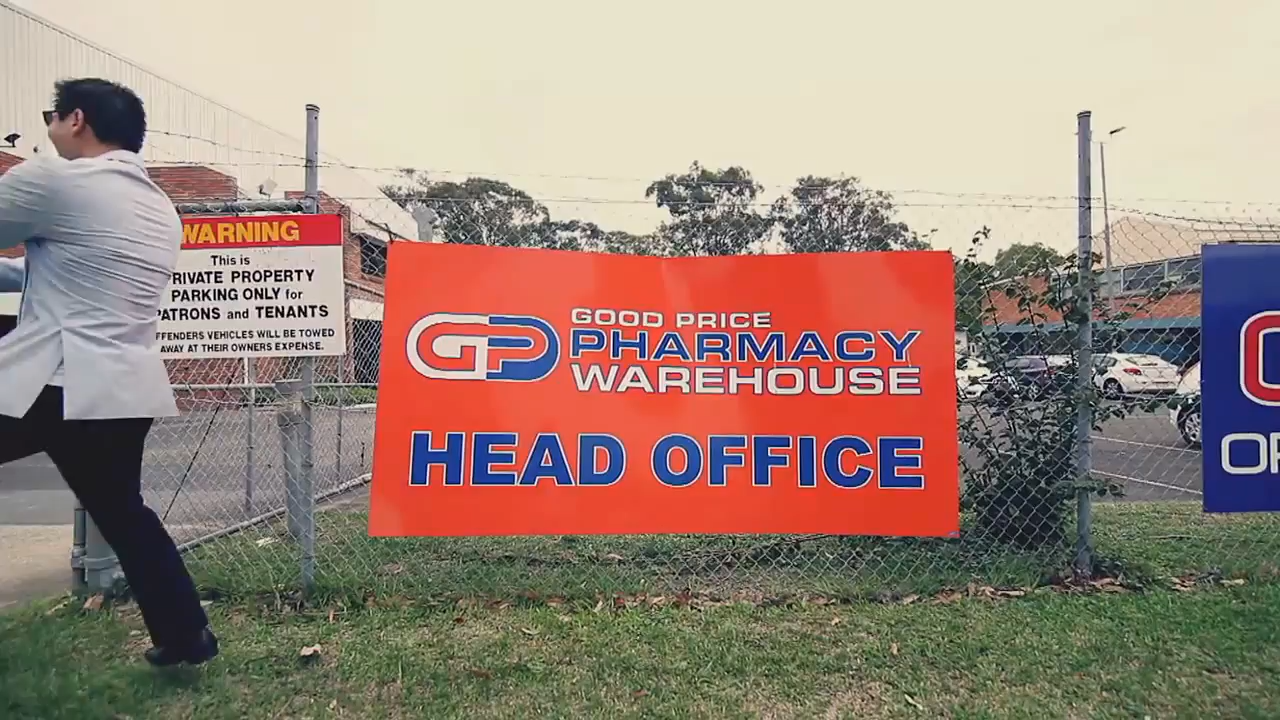 WARNING
This is
PRIVATE PROPERTY
PARKING ONLY for
PATRONS and TENANTS
OFFENDERS VEHICLES WILL BE TOWED
AWAY AT THEIR OWNERS EXPENSE.
GP
GOOD PRICE
PHARMACY
WAREHOUSE
HEAD OFFICE